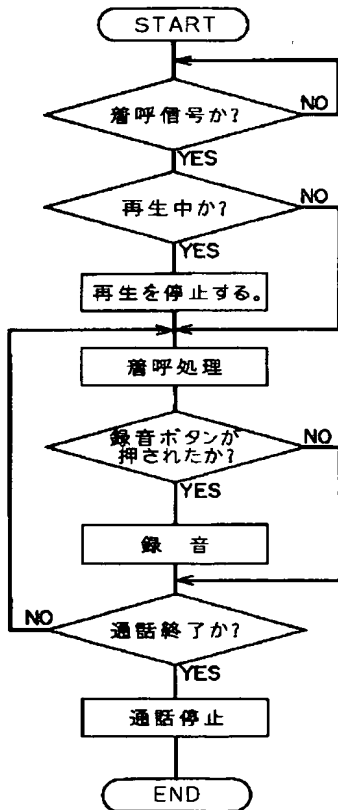 START
着呼信号か?
NO
YES
再生中か?
NO
YES
再生を停止する。
着呼処理
録音ボタンが
押されたか?
NO
YES
録 音
通話終了か?
NO
YES
通話停止
END